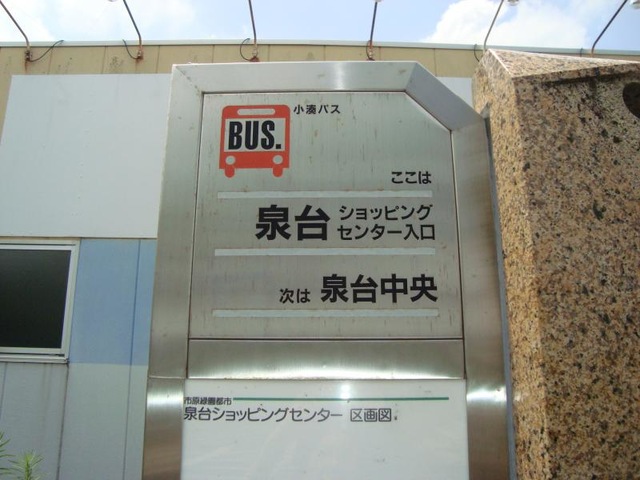 小湊バス
BUS.
ここは
泉台 ショッピング
センター入口
次は 泉台中央
市原緑園都市
泉台ショッピングセンター 区画図